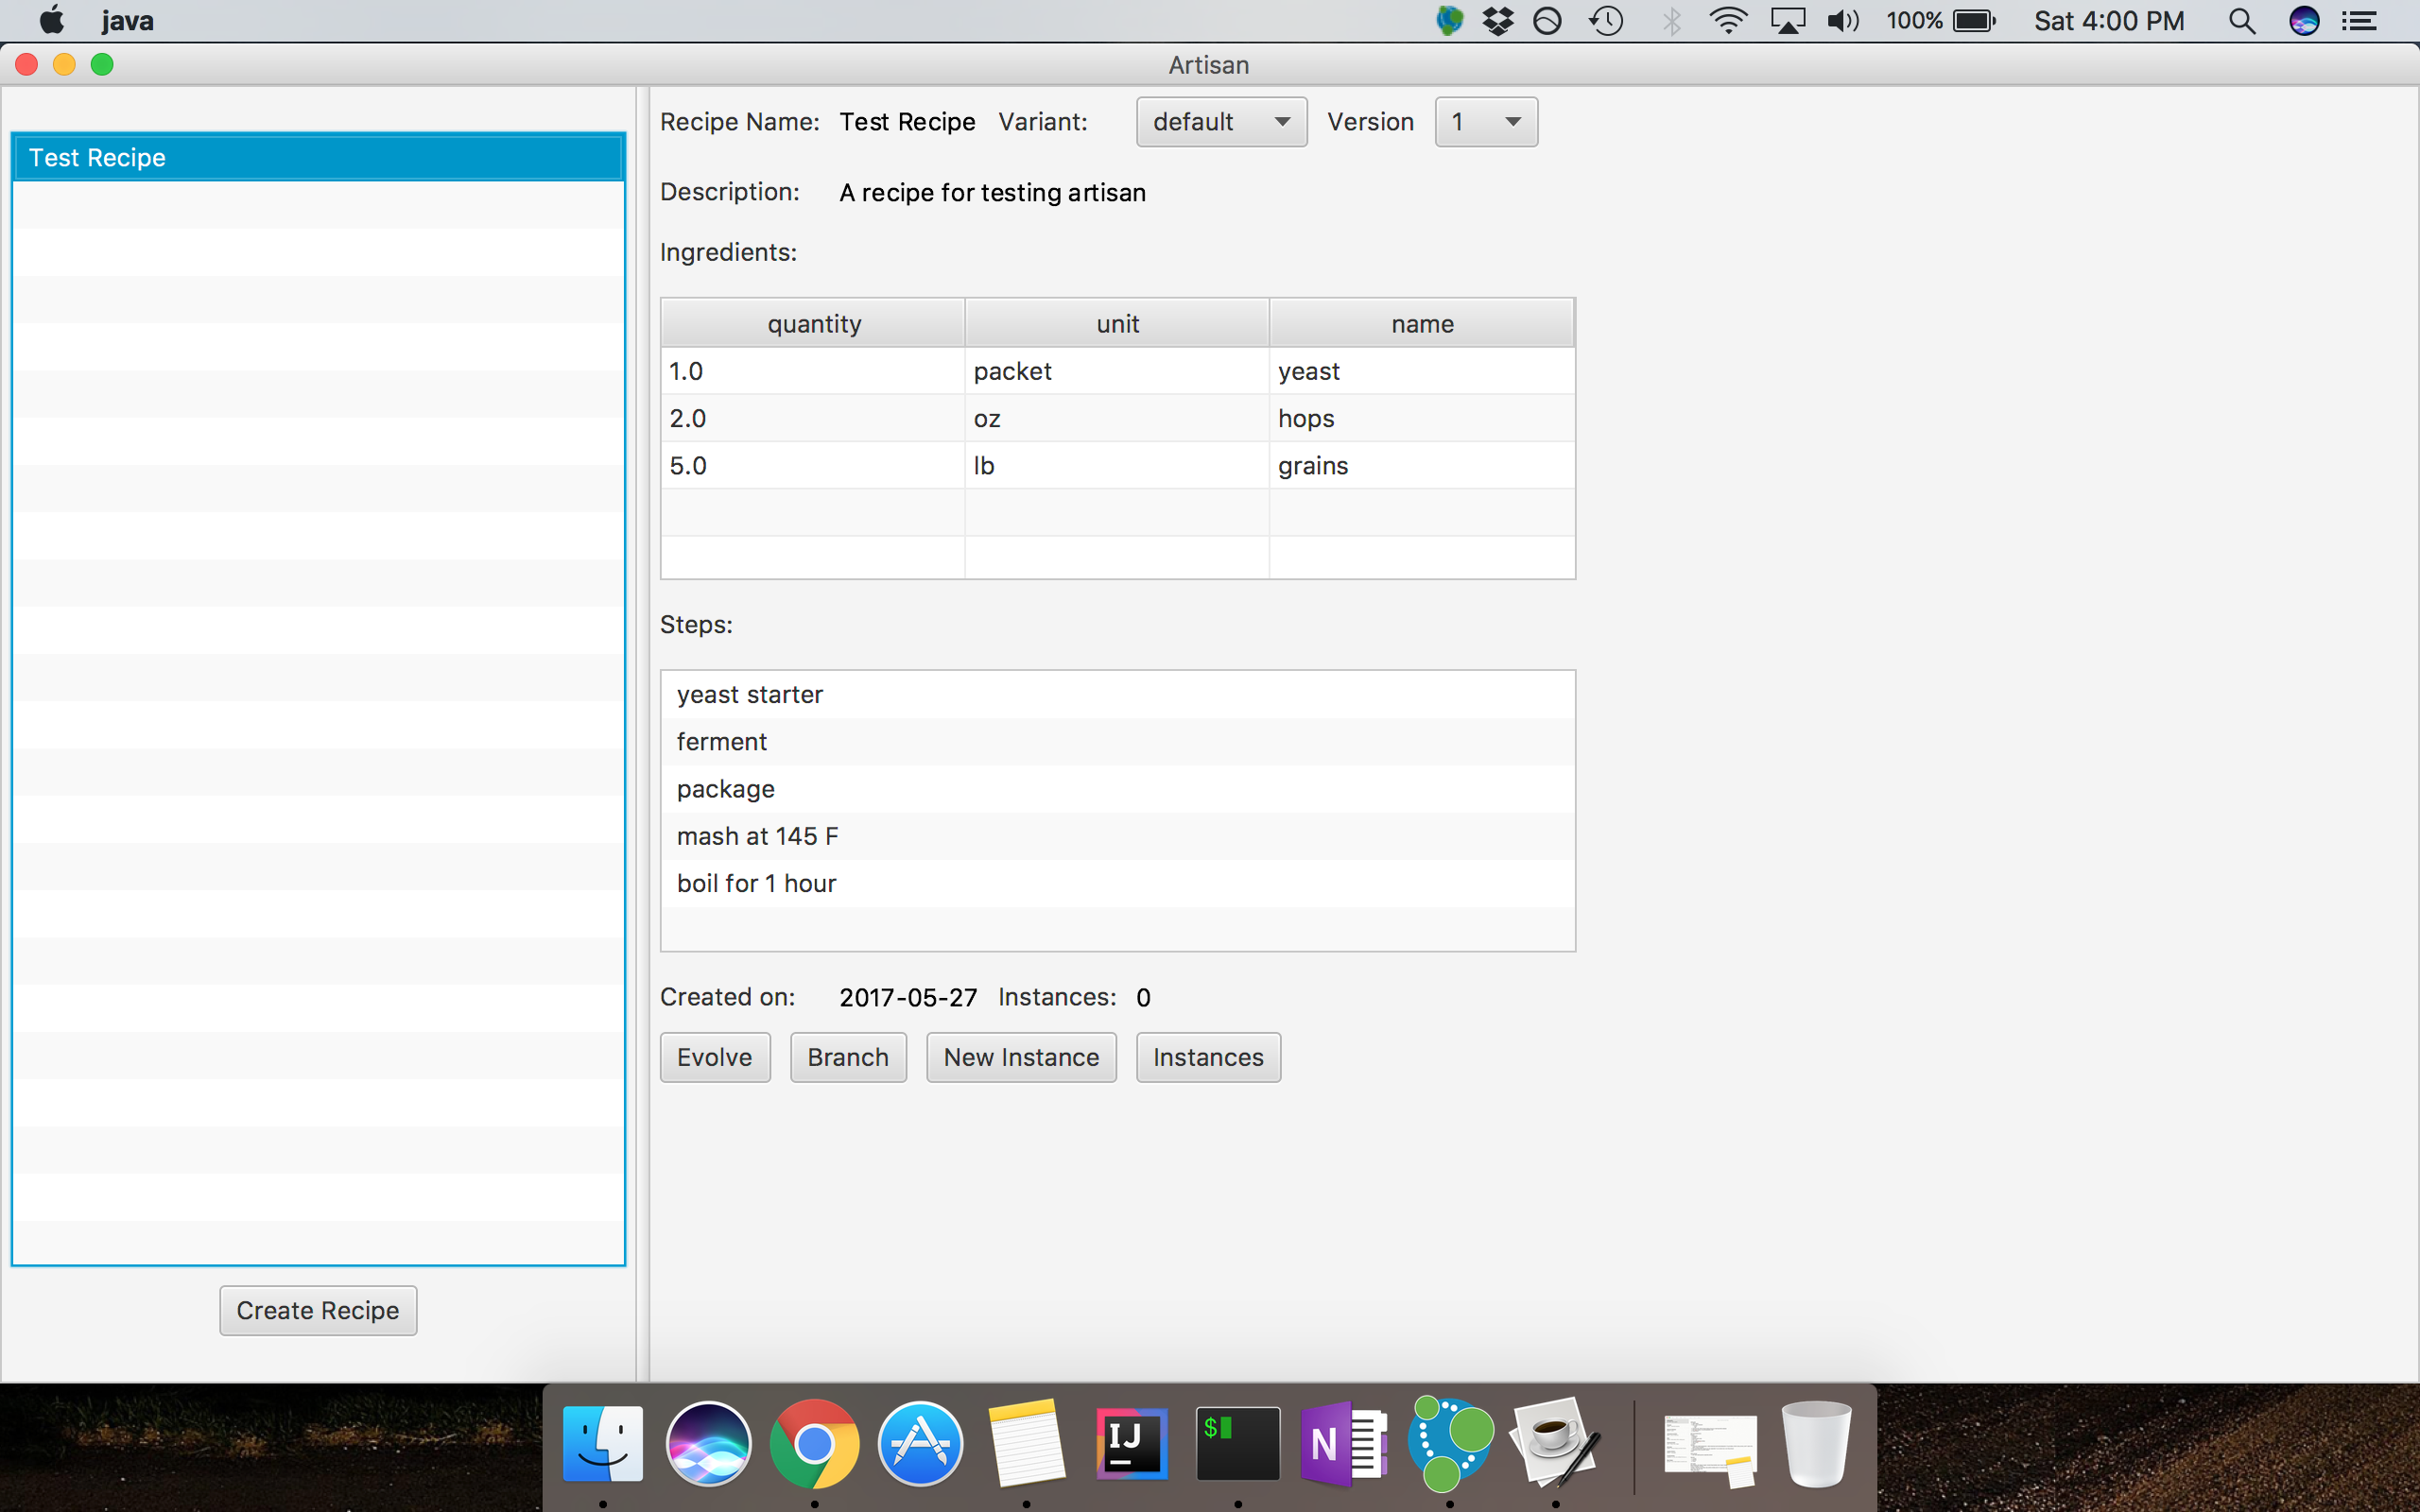 java
100%
Sat 4:00 PM
Artisan
Test Recipe
Create Recipe
Recipe Name: Test Recipe Variant: default Version 1
Description: A recipe for testing artisan
Ingredients:
quantity unit name
1.0 packet yeast
2.0 oz hops
5.0 lb grains
Steps:
yeast starter
ferment
package
mash at 145 F
boil for 1 hour
Created on: 2017-05-27 Instances: 0
Evolve Branch New Instance Instances
IJ
$
N